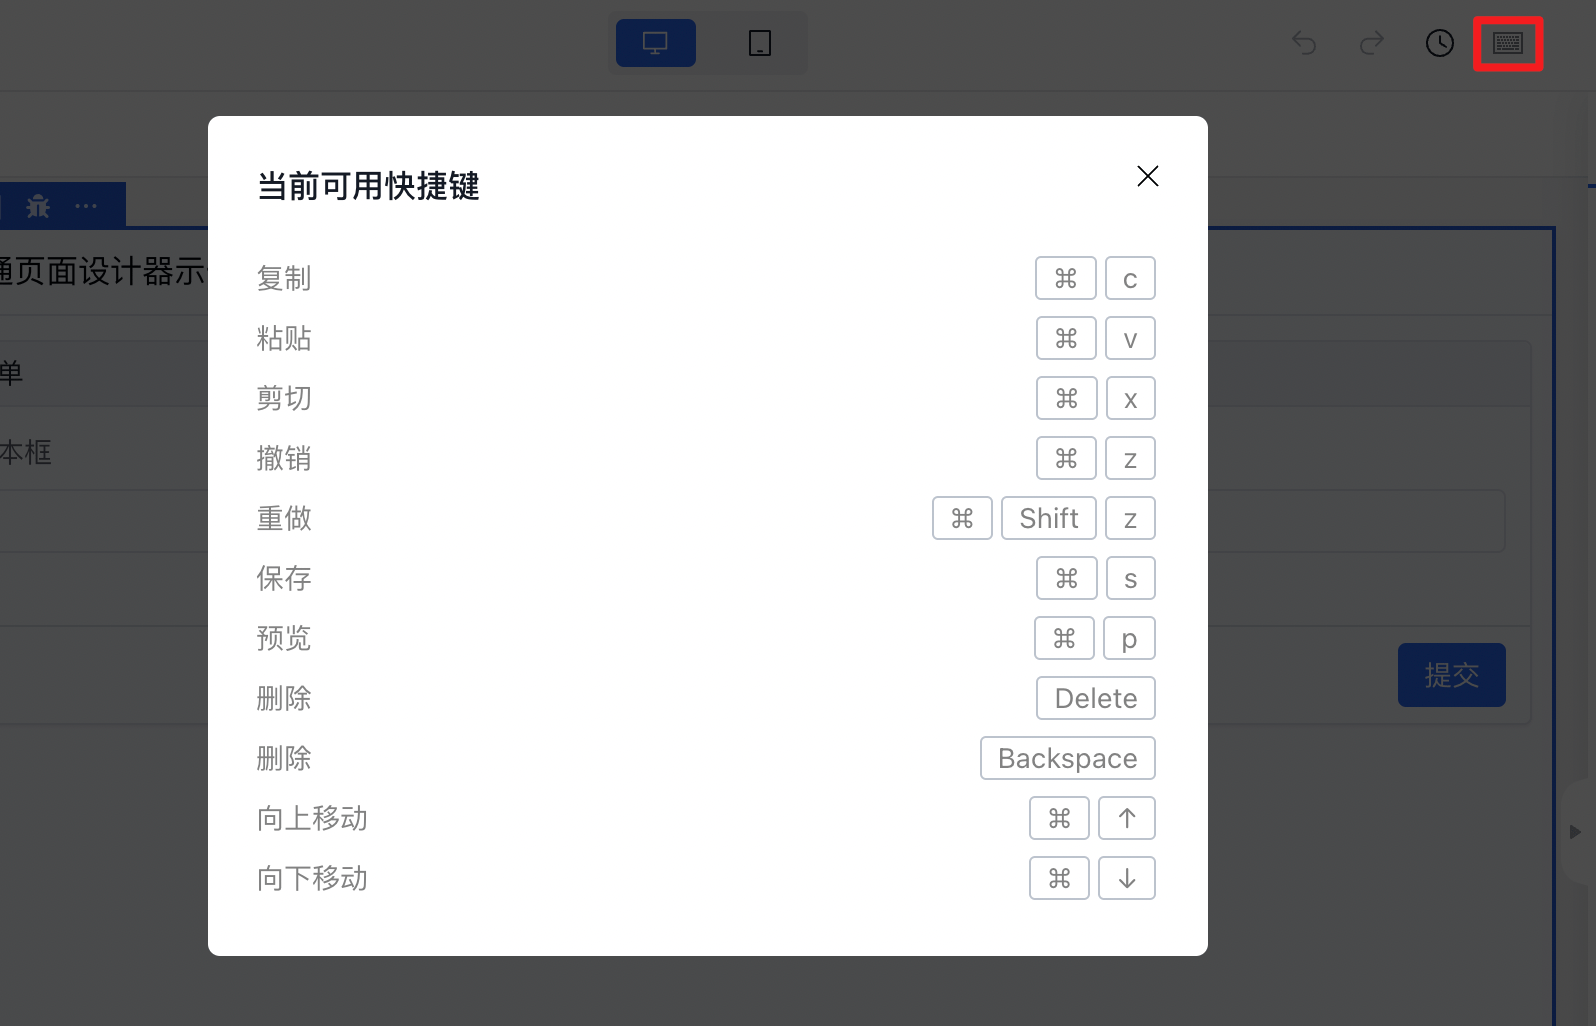 当前可用快捷键
通页面设计器示
复制 ⌘ c
粘贴 ⌘ v
单
剪切 ⌘ x
本框
撤销 ⌘ z
重做 ⌘ Shift z
保存 ⌘ s
预览 ⌘ p
提交
删除 Delete
删除 Backspace
向上移动 ⌘ ↑
向下移动 ⌘ ↓